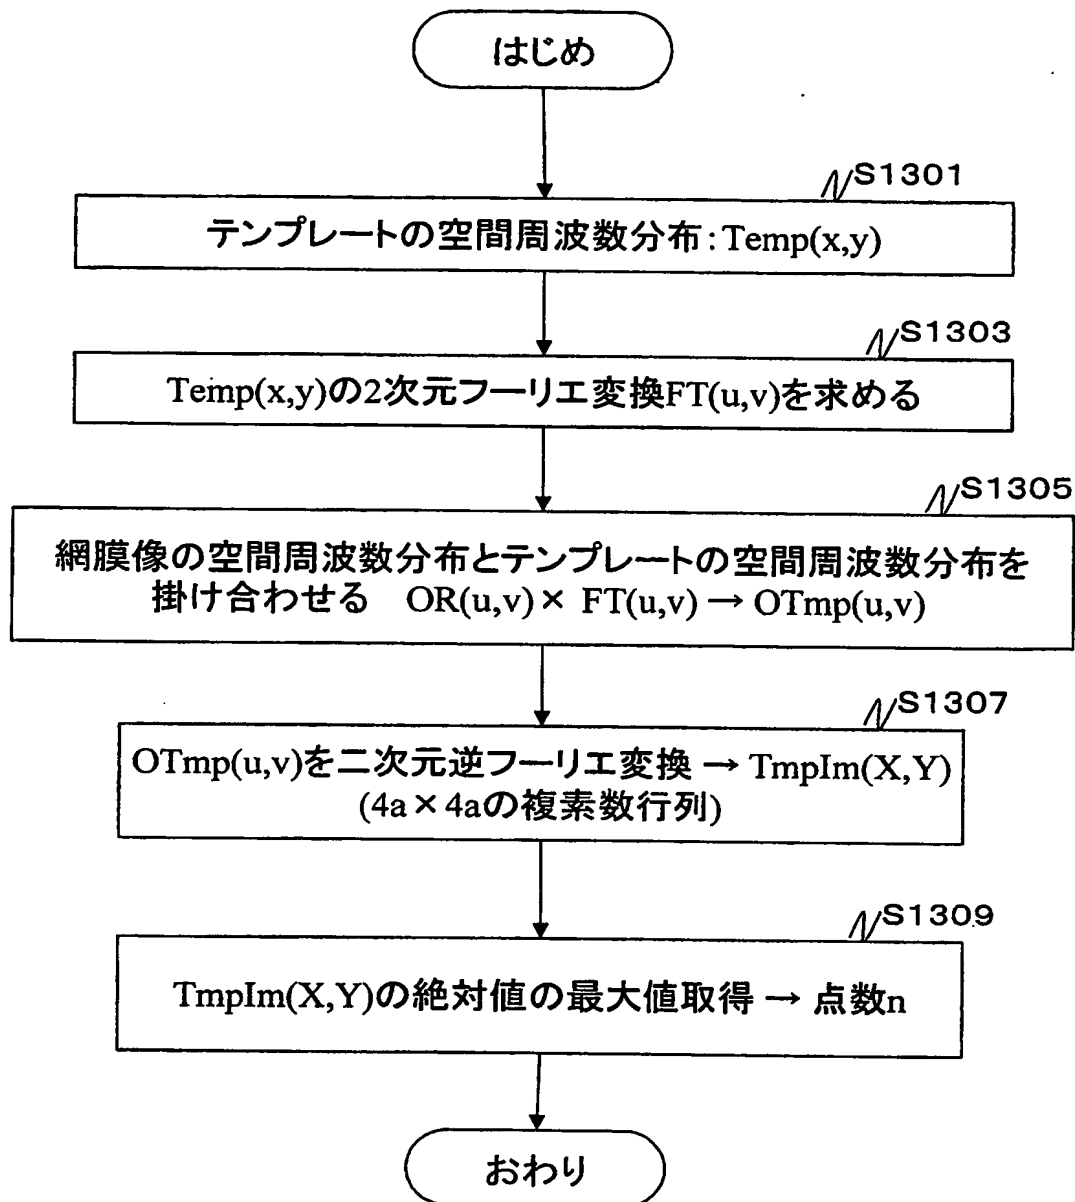 はじめ
S1301
テンプレートの空間周波数分布:Temp(x,y)
S1303
Temp(x,y)の2次元フーリエ変換FT(u,v)を求める
S1305
網膜像の空間周波数分布とテンプレートの空間周波数分布を
掛け合わせる OR(u,v)× FT(u,v) → OTmp(u,v)
S1307
OTmp(u,v)を二次元逆フーリエ変換 → TmpIm(X,Y)
(4a×4aの複素数行列)
S1309
TmpIm(X,Y)の絶対値の最大値取得 → 点数n
おわり